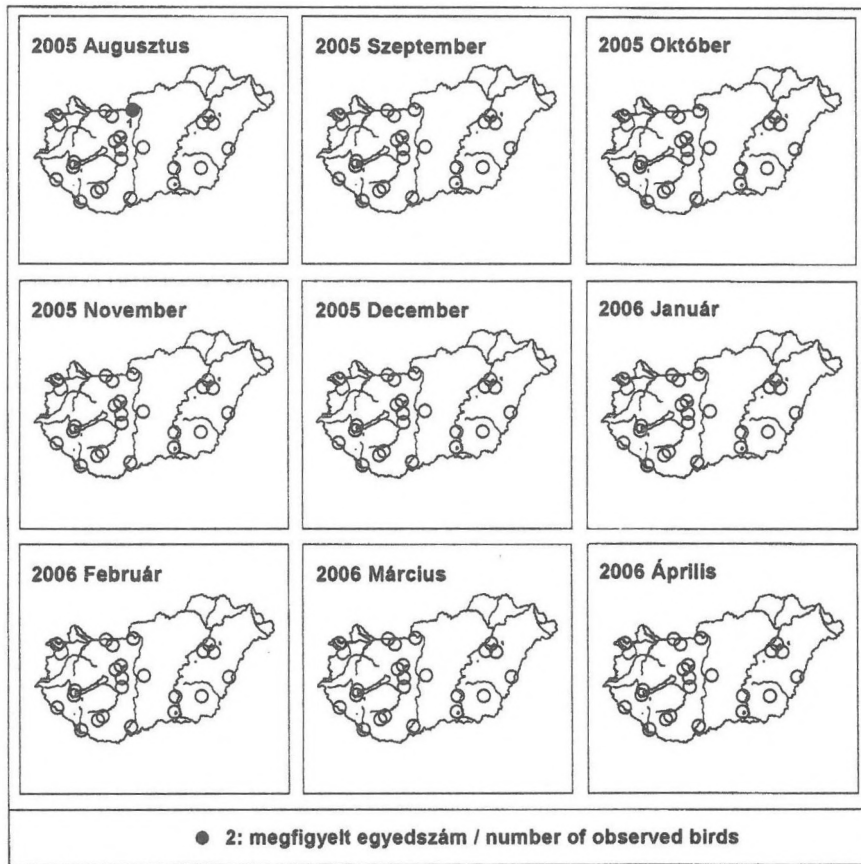 2005 Augusztus
2005 Szeptember
2005 Október
2005 November
2005 December
2006 Január
2006 Február
2006 Március
2006 Április
2: megfigyelt egyedszám / number of observed birds